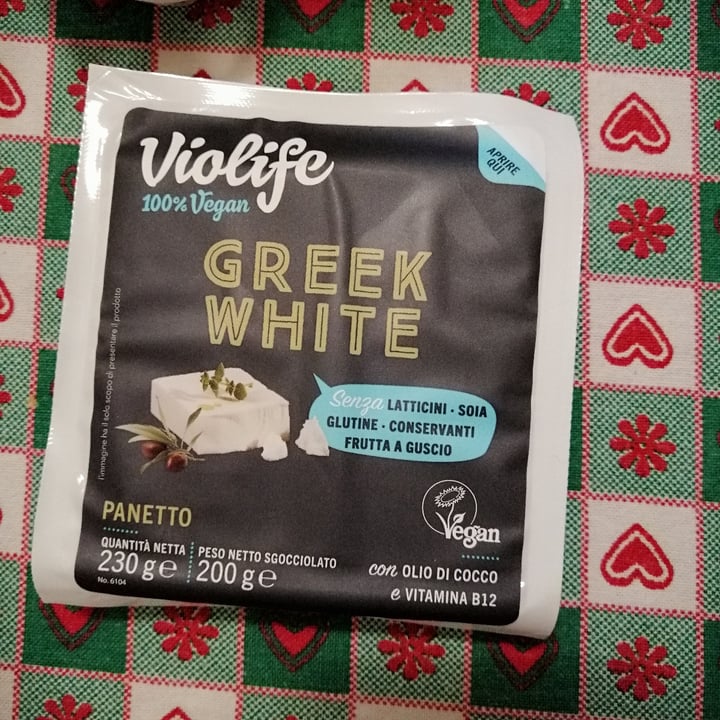 Violife
100% Vegan
APRIRE
QUI
GREEK
WHITE
l'immagine ha il solo scopo di presentare il prodotto
Senza LATTICINI · SOIA
GLUTINE · CONSERVANTI
FRUTTA A GUSCIO
PANETTO
QUANTITÀ NETTA
230 g℮
No. 6104
PESO NETTO SGOCCIOLATO
200 g℮
Vegan
con OLIO DI COCCO
e VITAMINA B12